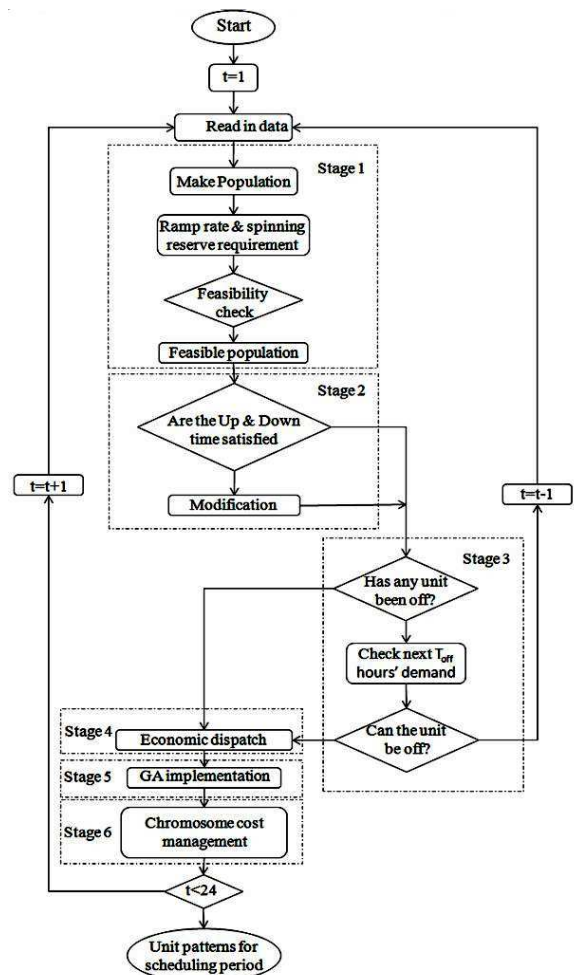 Start
t=1
Read in data
Stage 1
Make Population
Ramp rate & spinning
reserve requirement
Feasibility
check
Feasible population
Stage 2
Are the Up & Down
time satisfied
t=t+1
Modification
t=t-1
Stage 3
Has any unit
been off?
Check next Toff
hours' demand
Stage 4
Economic dispatch
Can the unit
be off?
Stage 5
GA implementation
Stage 6
Chromosome cost
management
t<24
Unit patterns for
scheduling period